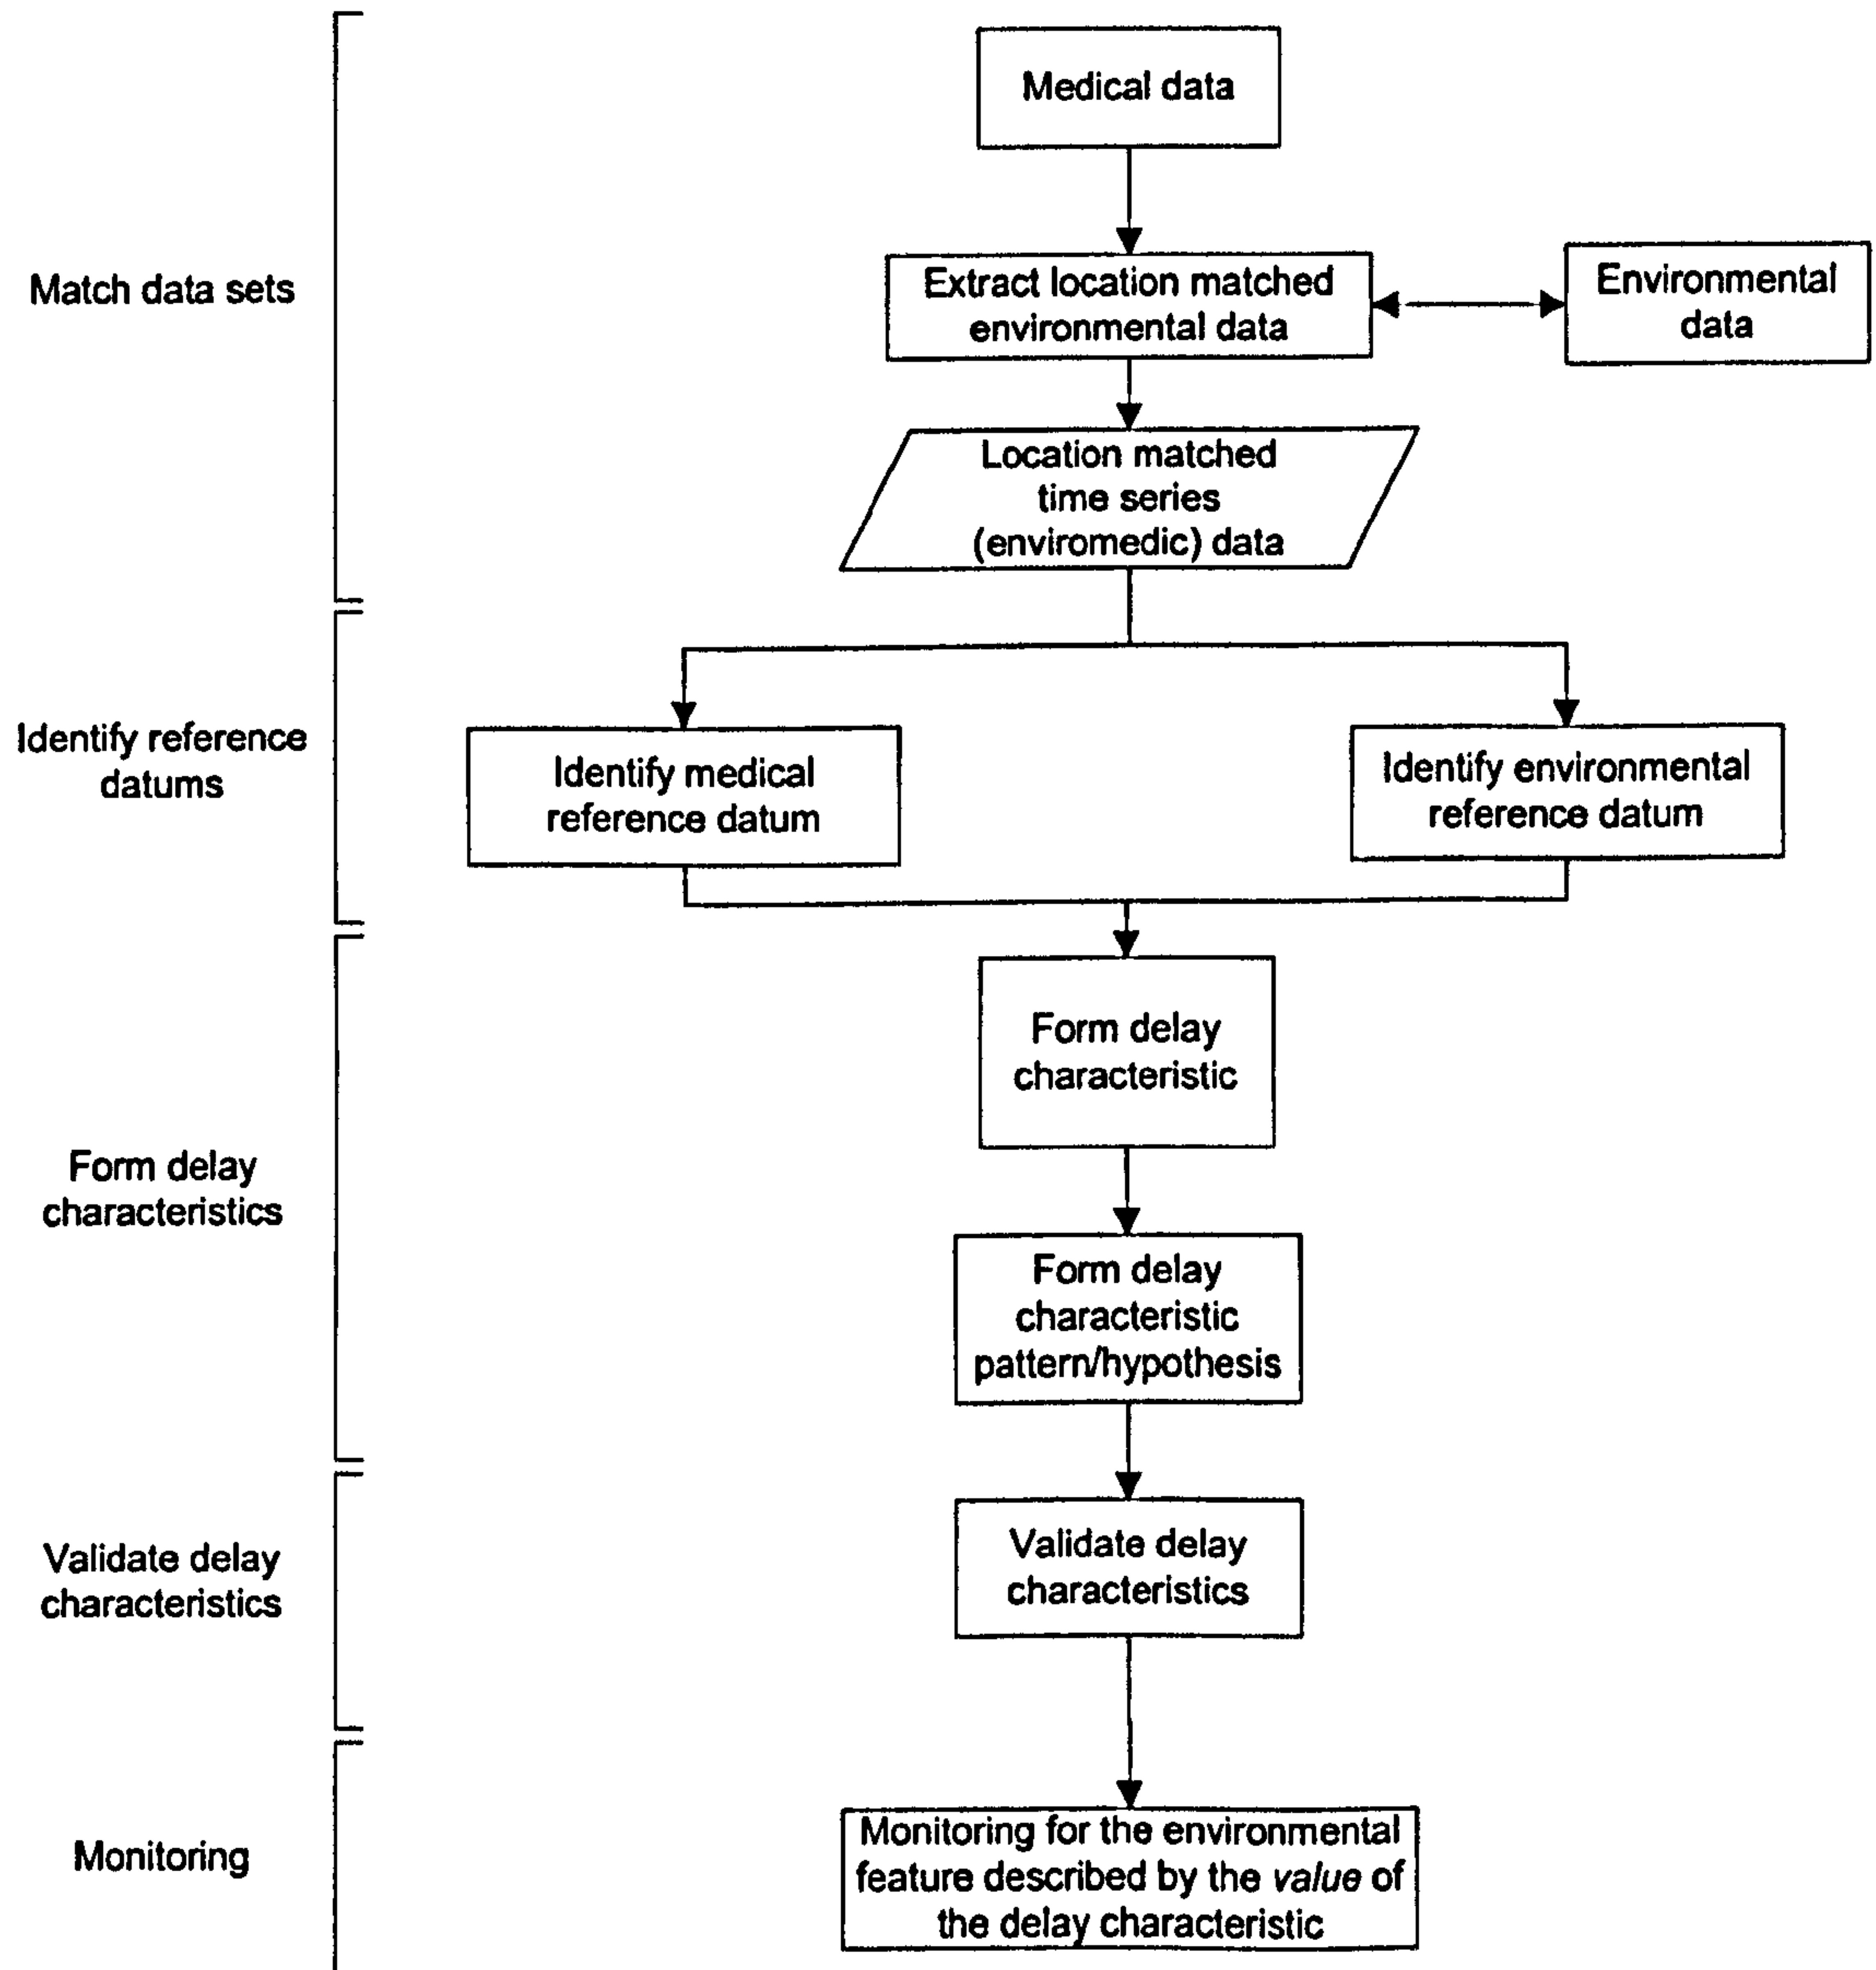 Medical data
Match data sets
Extract location matched
environmental data
Environmental
data
Location matched
time series
(enviromedic) data
Identify reference
datums
Identify medical
reference datum
Identify environmental
reference datum
Form delay
characteristics
Form delay
characteristic
Form delay
characteristic
pattern/hypothesis
Validate delay
characteristics
Validate delay
characteristics
Monitoring
Monitoring for the environmental
feature described by the value of
the delay characteristic